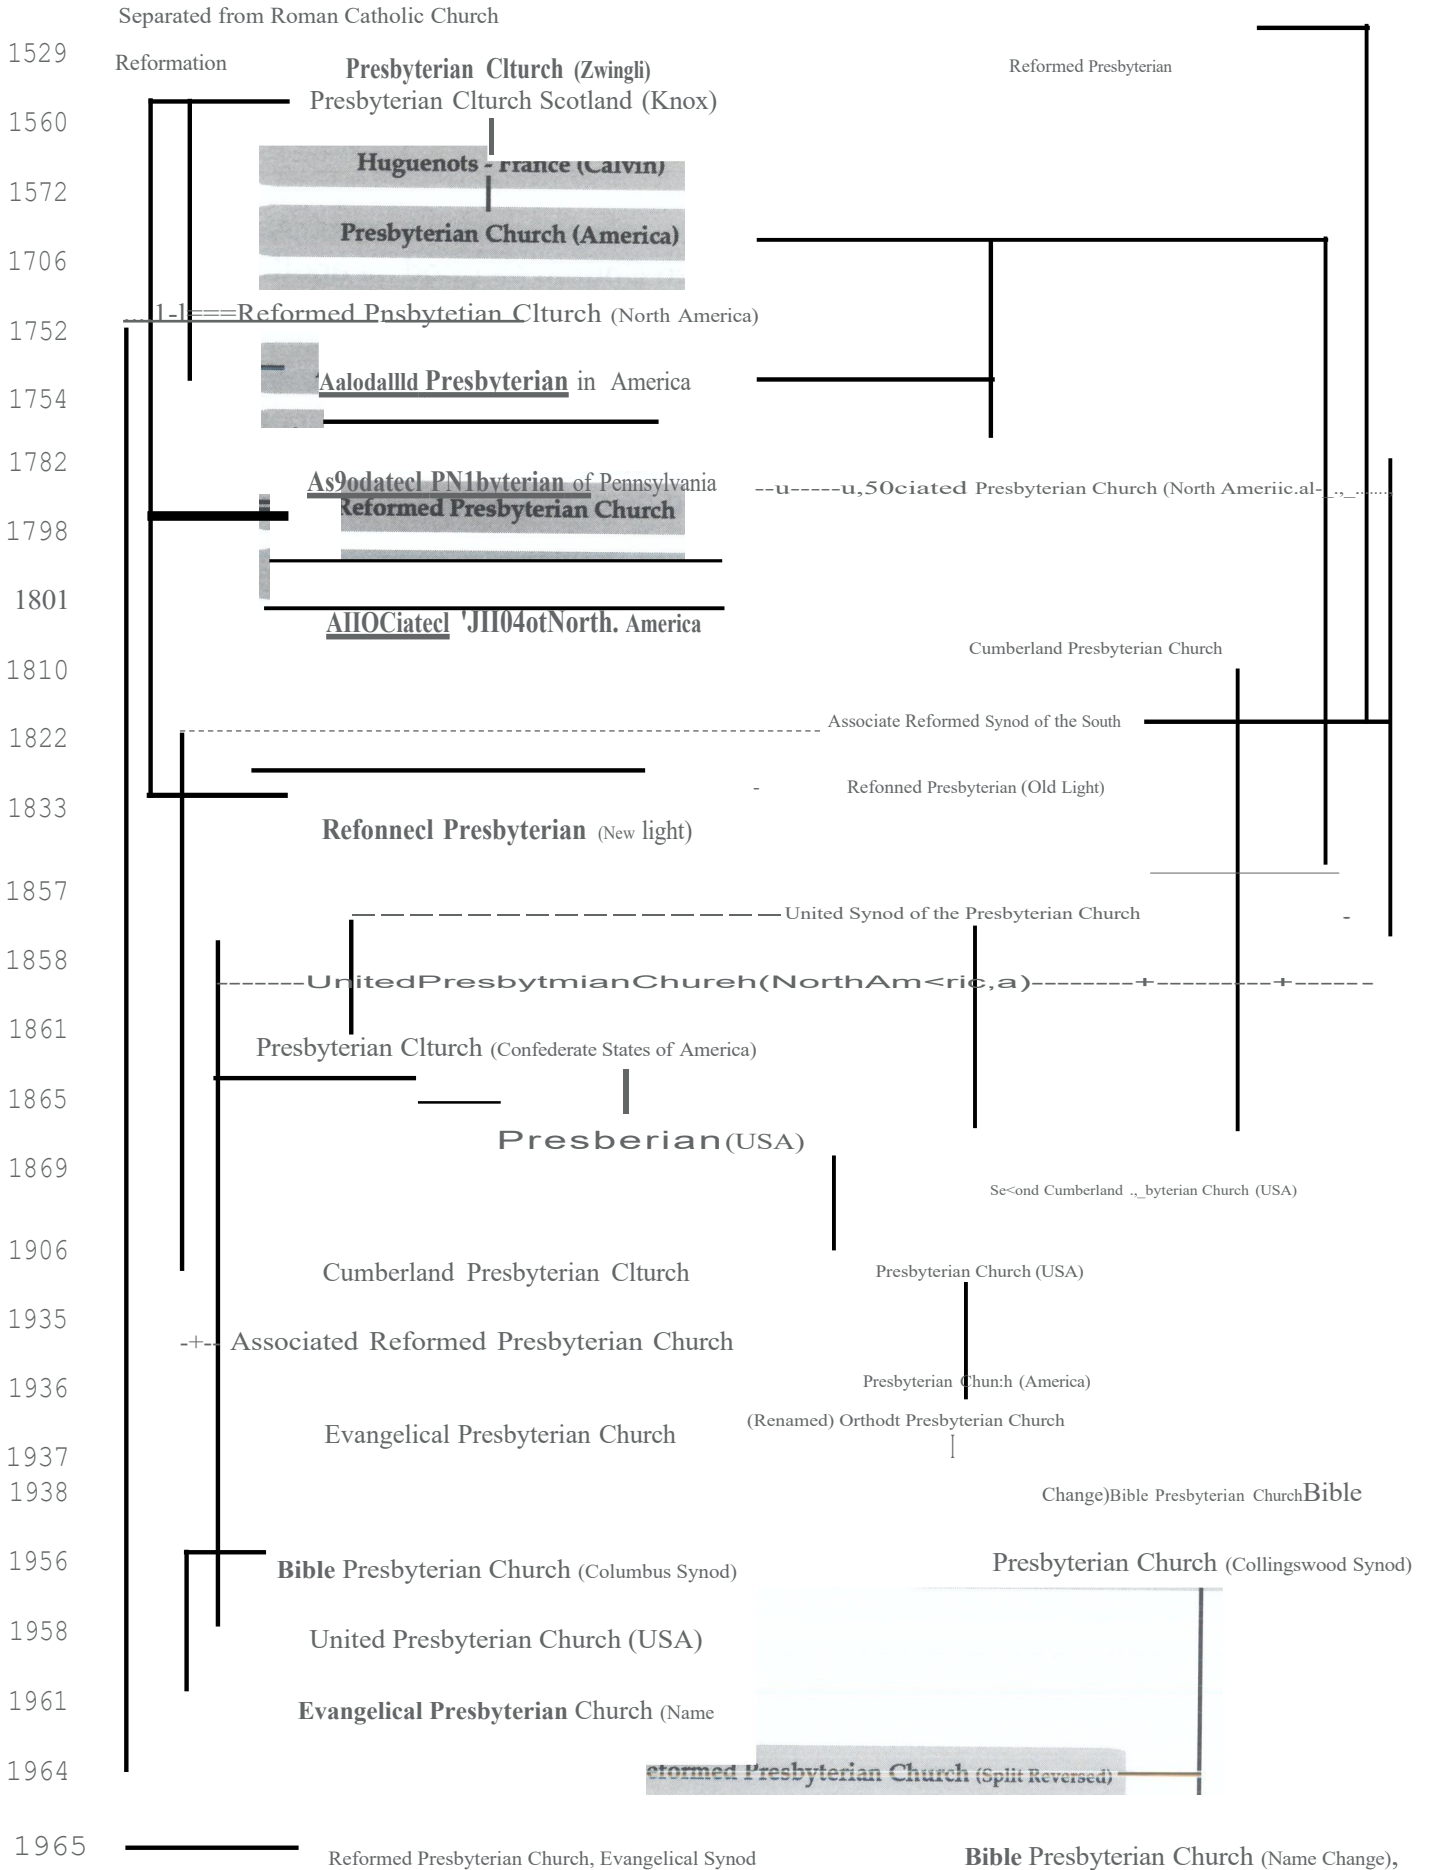 Separated from Roman Catholic Church
1529
Reformation
Presbyterian Clturch (Zwingli)
Reformed Presbyterian
Presbyterian Clturch Scotland (Knox)
1560
Huguenots - France (Calvin)
1572
Presbyterian Church (America)
1706
1-l===Reformed Pnsbytetian Clturch (North America)
1752
Aalodallld Presbyterian in America
1754
1782
As9odatecl PN1byterian of Pennsylvania
--u-----u,50ciated Presbyterian Church (North Ameriic.al-_.,_........
Reformed Presbyterian Church
1798
1801
AIIOCiatecl 'JII04otNorth. America
Cumberland Presbyterian Church
1810
Associate Reformed Synod of the South
1822
- Refonned Presbyterian (Old Light)
1833
Refonnecl Presbyterian (New light)
1857
United Synod of the Presbyterian Church -
1858
-------UnitedPresbytmianChureh(NorthAm<ric,a)--------+---------+------
1861
Presbyterian Clturch (Confederate States of America)
1865
Presberian (USA)
1869
Se<ond Cumberland .,_byterian Church (USA)
1906
Cumberland Presbyterian Clturch
Presbyterian Church (USA)
1935
-+-- Associated Reformed Presbyterian Church
1936
Presbyterian Chun:h (America)
(Renamed) Orthodt Presbyterian Church
Evangelical Presbyterian Church
1937
1938
Change)Bible Presbyterian ChurchBible
1956
Bible Presbyterian Church (Columbus Synod)
Presbyterian Church (Collingswood Synod)
1958
United Presbyterian Church (USA)
1961
Evangelical Presbyterian Church (Name
1964
eformed Presbyterian Church (Split Reversed)
1965
Reformed Presbyterian Church, Evangelical Synod
Bible Presbyterian Church (Name Change),